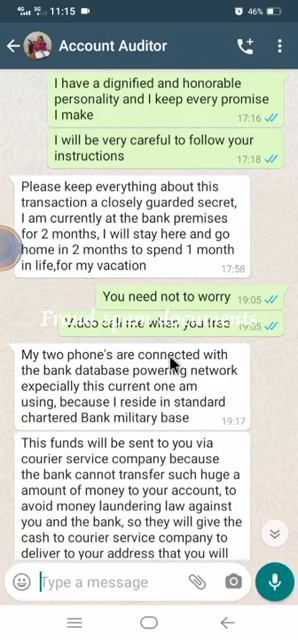 4G 3G 11:15
46%
Account Auditor
I have a dignified and honorable
personality and I keep every promise
I make
17:16
I will be very careful to follow your
instructions
17:18
Please keep everything about this
transaction a closely guarded secret,
I am currently at the bank premises
for 2 months, I will stay here and go
home in 2 months to spend 1 month
in life,for my vacation
17:58
You need not to worry 19:05
Video call me when you free 19:05
My two phone's are connected with
the bank database powering network
expecially this current one am
using, because I reside in standard
chartered Bank military base
19:17
This funds will be sent to you via
courier service company because
the bank cannot transfer such huge a
amount of money to your account, to
avoid money laundering law against
you and the bank, so they will give the
cash to courier service company to
deliver to your address that you will
Type a message